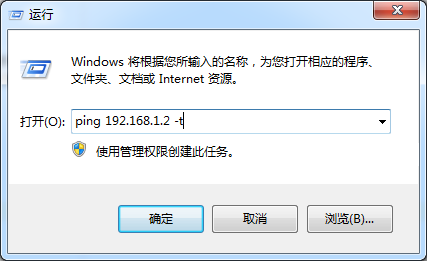 运行
Windows 将根据您所输入的名称，为您打开相应的程序、
文件夹、文档或 Internet 资源。
打开(O): ping 192.168.1.2 -t
使用管理权限创建此任务。
确定 取消 浏览(B)...